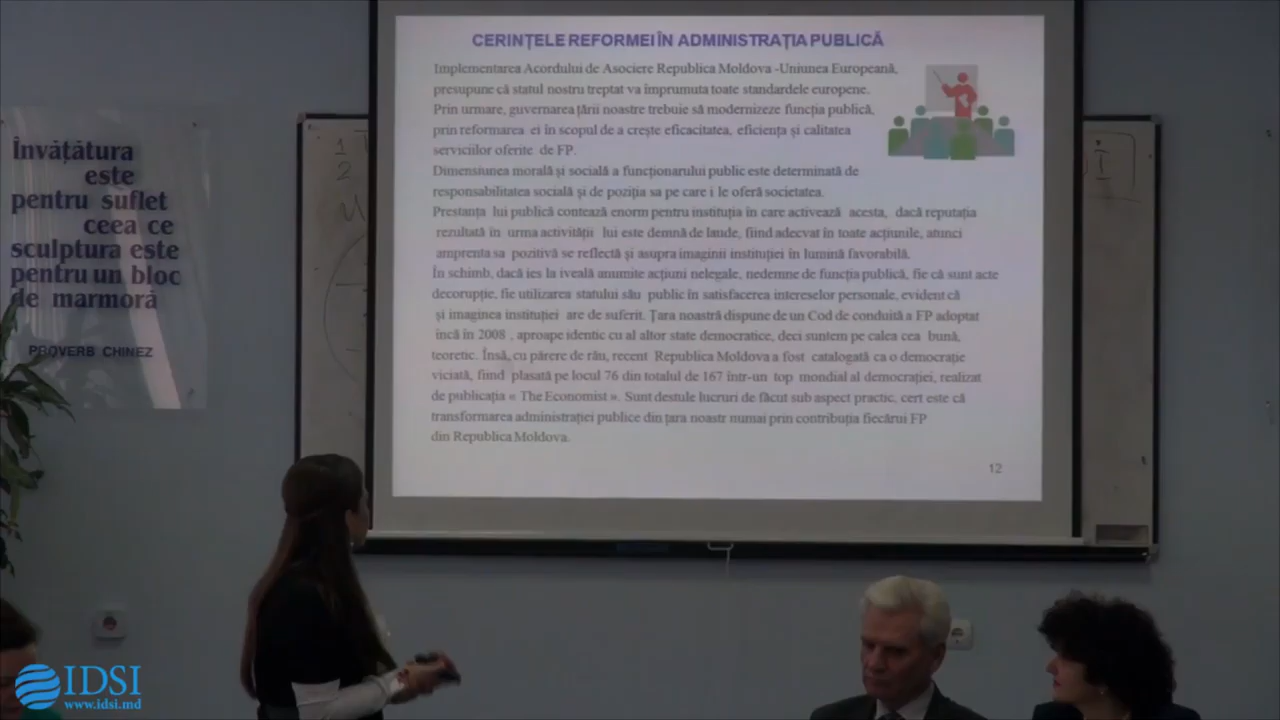 CERINȚELE REFORMEI ÎN ADMINISTRAȚIA PUBLICĂ
Implementarea Acordului de Asociere Republica Moldova -Uniunea Europeană,
presupune că statul nostru treptat va împrumuta toate standardele europene.
Prin urmare, guvernarea țării noastre trebuie să modernizeze funcția publică,
prin reformarea ei în scopul de a crește eficacitatea, eficiența și calitatea
serviciilor oferite de FP.
Dimensiunea morală și socială a funcționarului public este determinată de
responsabilitatea socială și de poziția sa pe care i le oferă societatea.
Prestanța lui publică contează enorm pentru instituția în care activează acesta, dacă reputația
rezultată în urma activității lui este demnă de laude, fiind adecvat în toate acțiunile, atunci
amprenta sa pozitivă se reflectă și asupra imaginii instituției în lumină favorabilă.
În schimb, dacă ies la iveală anumite acțiuni nelegale, nedemne de funcția publică, fie că sunt acte
decorupție, fie utilizarea statului său public în satisfacerea intereselor personale, evident că
și imaginea instituției are de suferit. Țara noastră dispune de un Cod de conduită a FP adoptat
încă în 2008 , aproape identic cu al altor state democratice, deci suntem pe calea cea bună,
teoretic. Însă, cu părere de rău, recent Republica Moldova a fost catalogată ca o democrație
viciată, fiind plasată pe locul 76 din totalul de 167 într-un top mondial al democrației, realizat
de publicația « The Economist ». Sunt destule lucruri de făcut sub aspect practic, cert este că
transformarea administrației publice din țara noastr numai prin contribuția fiecărui FP
din Republica Moldova.
12
Învățătura
este
pentru suflet
ceea ce
sculptura este
pentru un bloc
de marmoră
PROVERB CHINEZ
1
2
IDSI
www.idsi.md